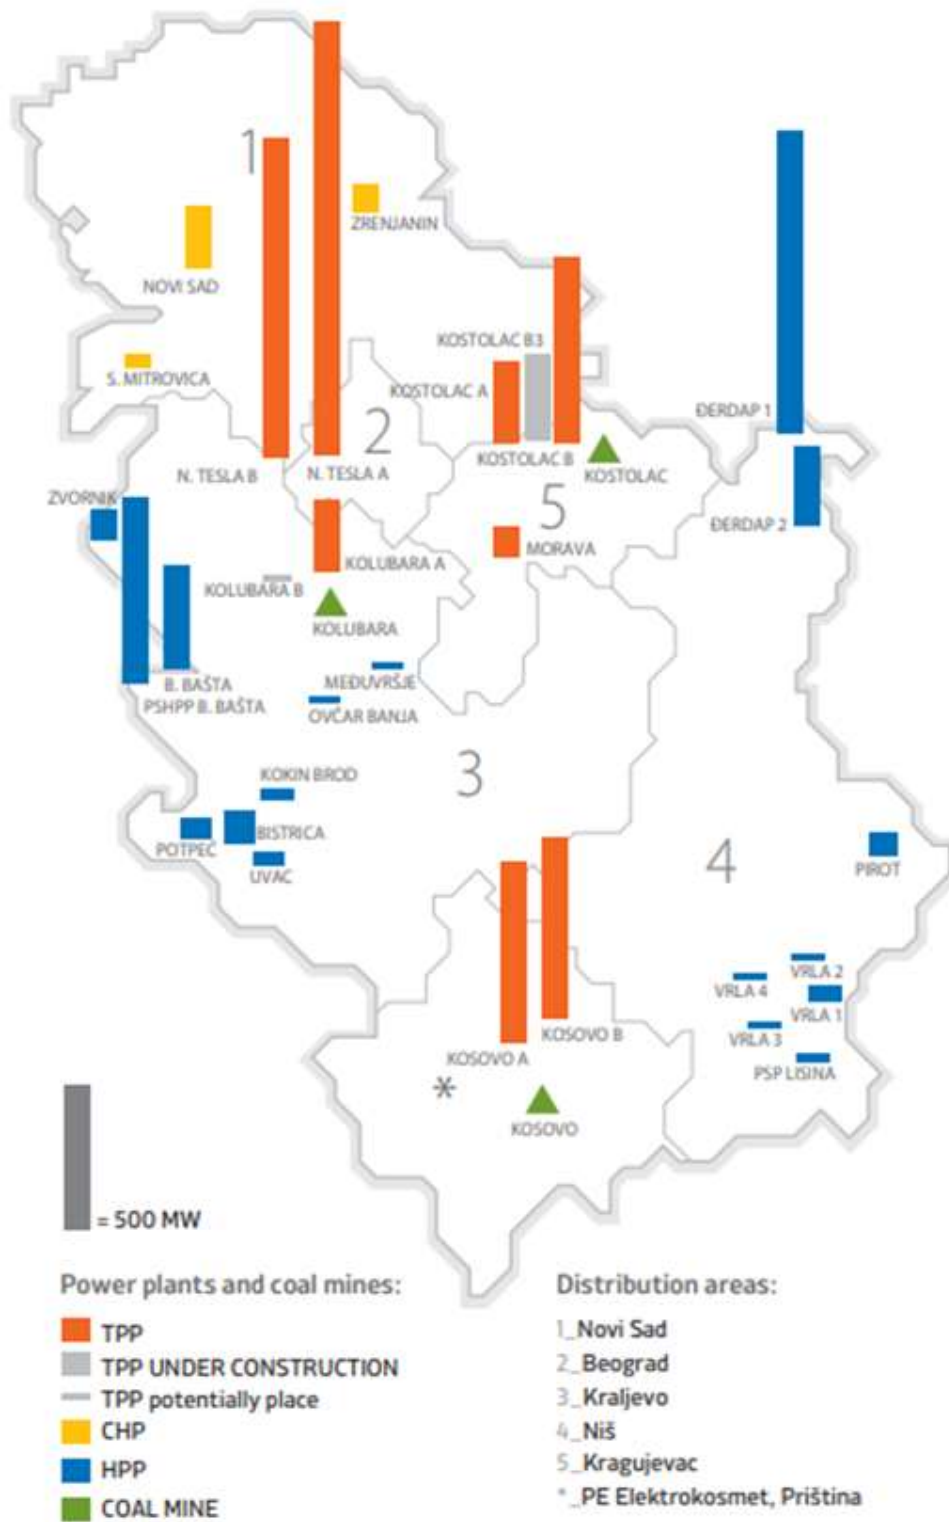 1
ZRENJANIN
NOVI SAD
KOSTOLAC B3
S. MITROVICA
KOSTOLAC A
2
ĐERDAP 1
N. TESLA B
N. TESLA A
KOSTOLAC B
KOSTOLAC
ZVORNIK
5
ĐERDAP 2
MORAVA
KOLUBARA A
KOLUBARA B
KOLUBARA
B. BAŠTA
MEĐUVRŠJE
PSHPP B. BAŠTA
OVČAR BANJA
3
KOKIN BROD
BISTRICA
POTPEĆ
UVAC
4
PIROT
VRLA 2
VRLA 4
VRLA 1
VRLA 3
KOSOVO B
KOSOVO A
PSP LISINA
*
KOSOVO
= 500 MW
Power plants and coal mines:
TPP
TPP UNDER CONSTRUCTION
TPP potentially place
CHP
HPP
COAL MINE
Distribution areas:
1_Novi Sad
2_Beograd
3_Kraljevo
4_Niš
5_Kragujevac
*_PE Elektrokosmet, Priština